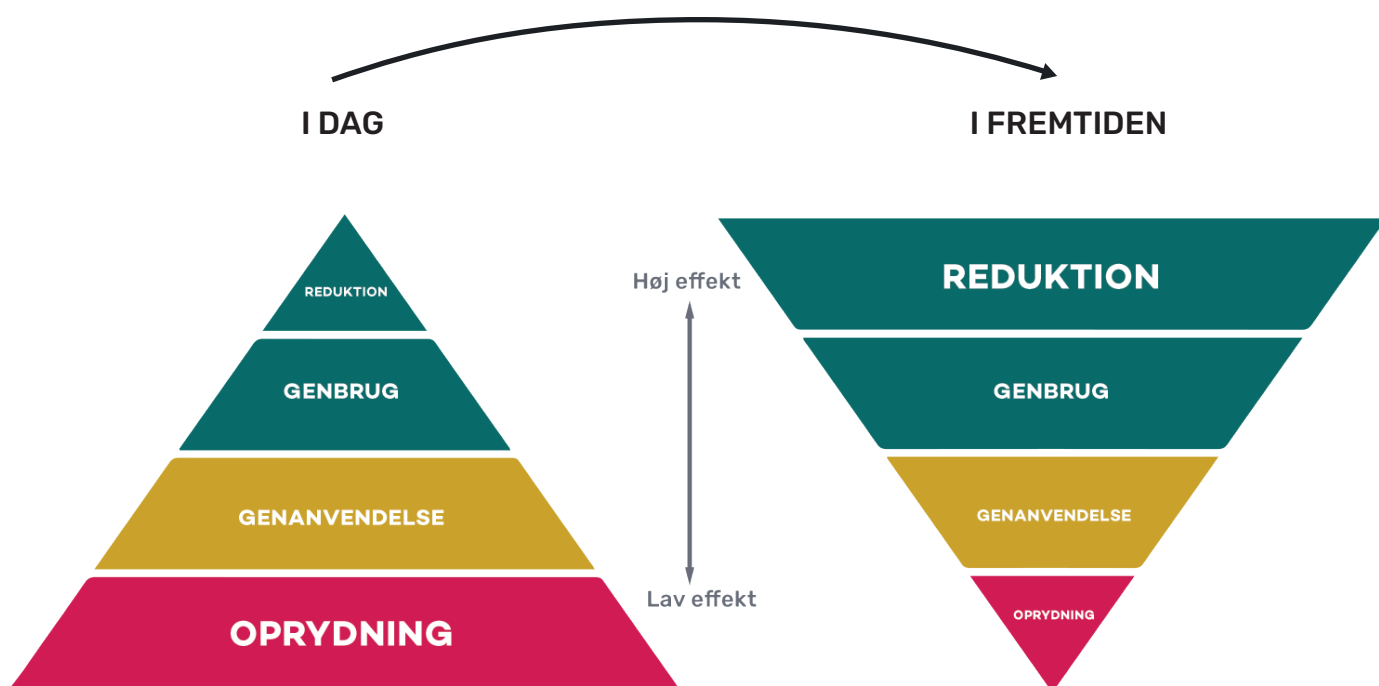 I DAG
I FREMTIDEN
REDUKTION
GENBRUG
GENANVENDELSE
OPRYDNING
Høj effekt
Lav effekt
REDUKTION
GENBRUG
GENANVENDELSE
OPRYDNING